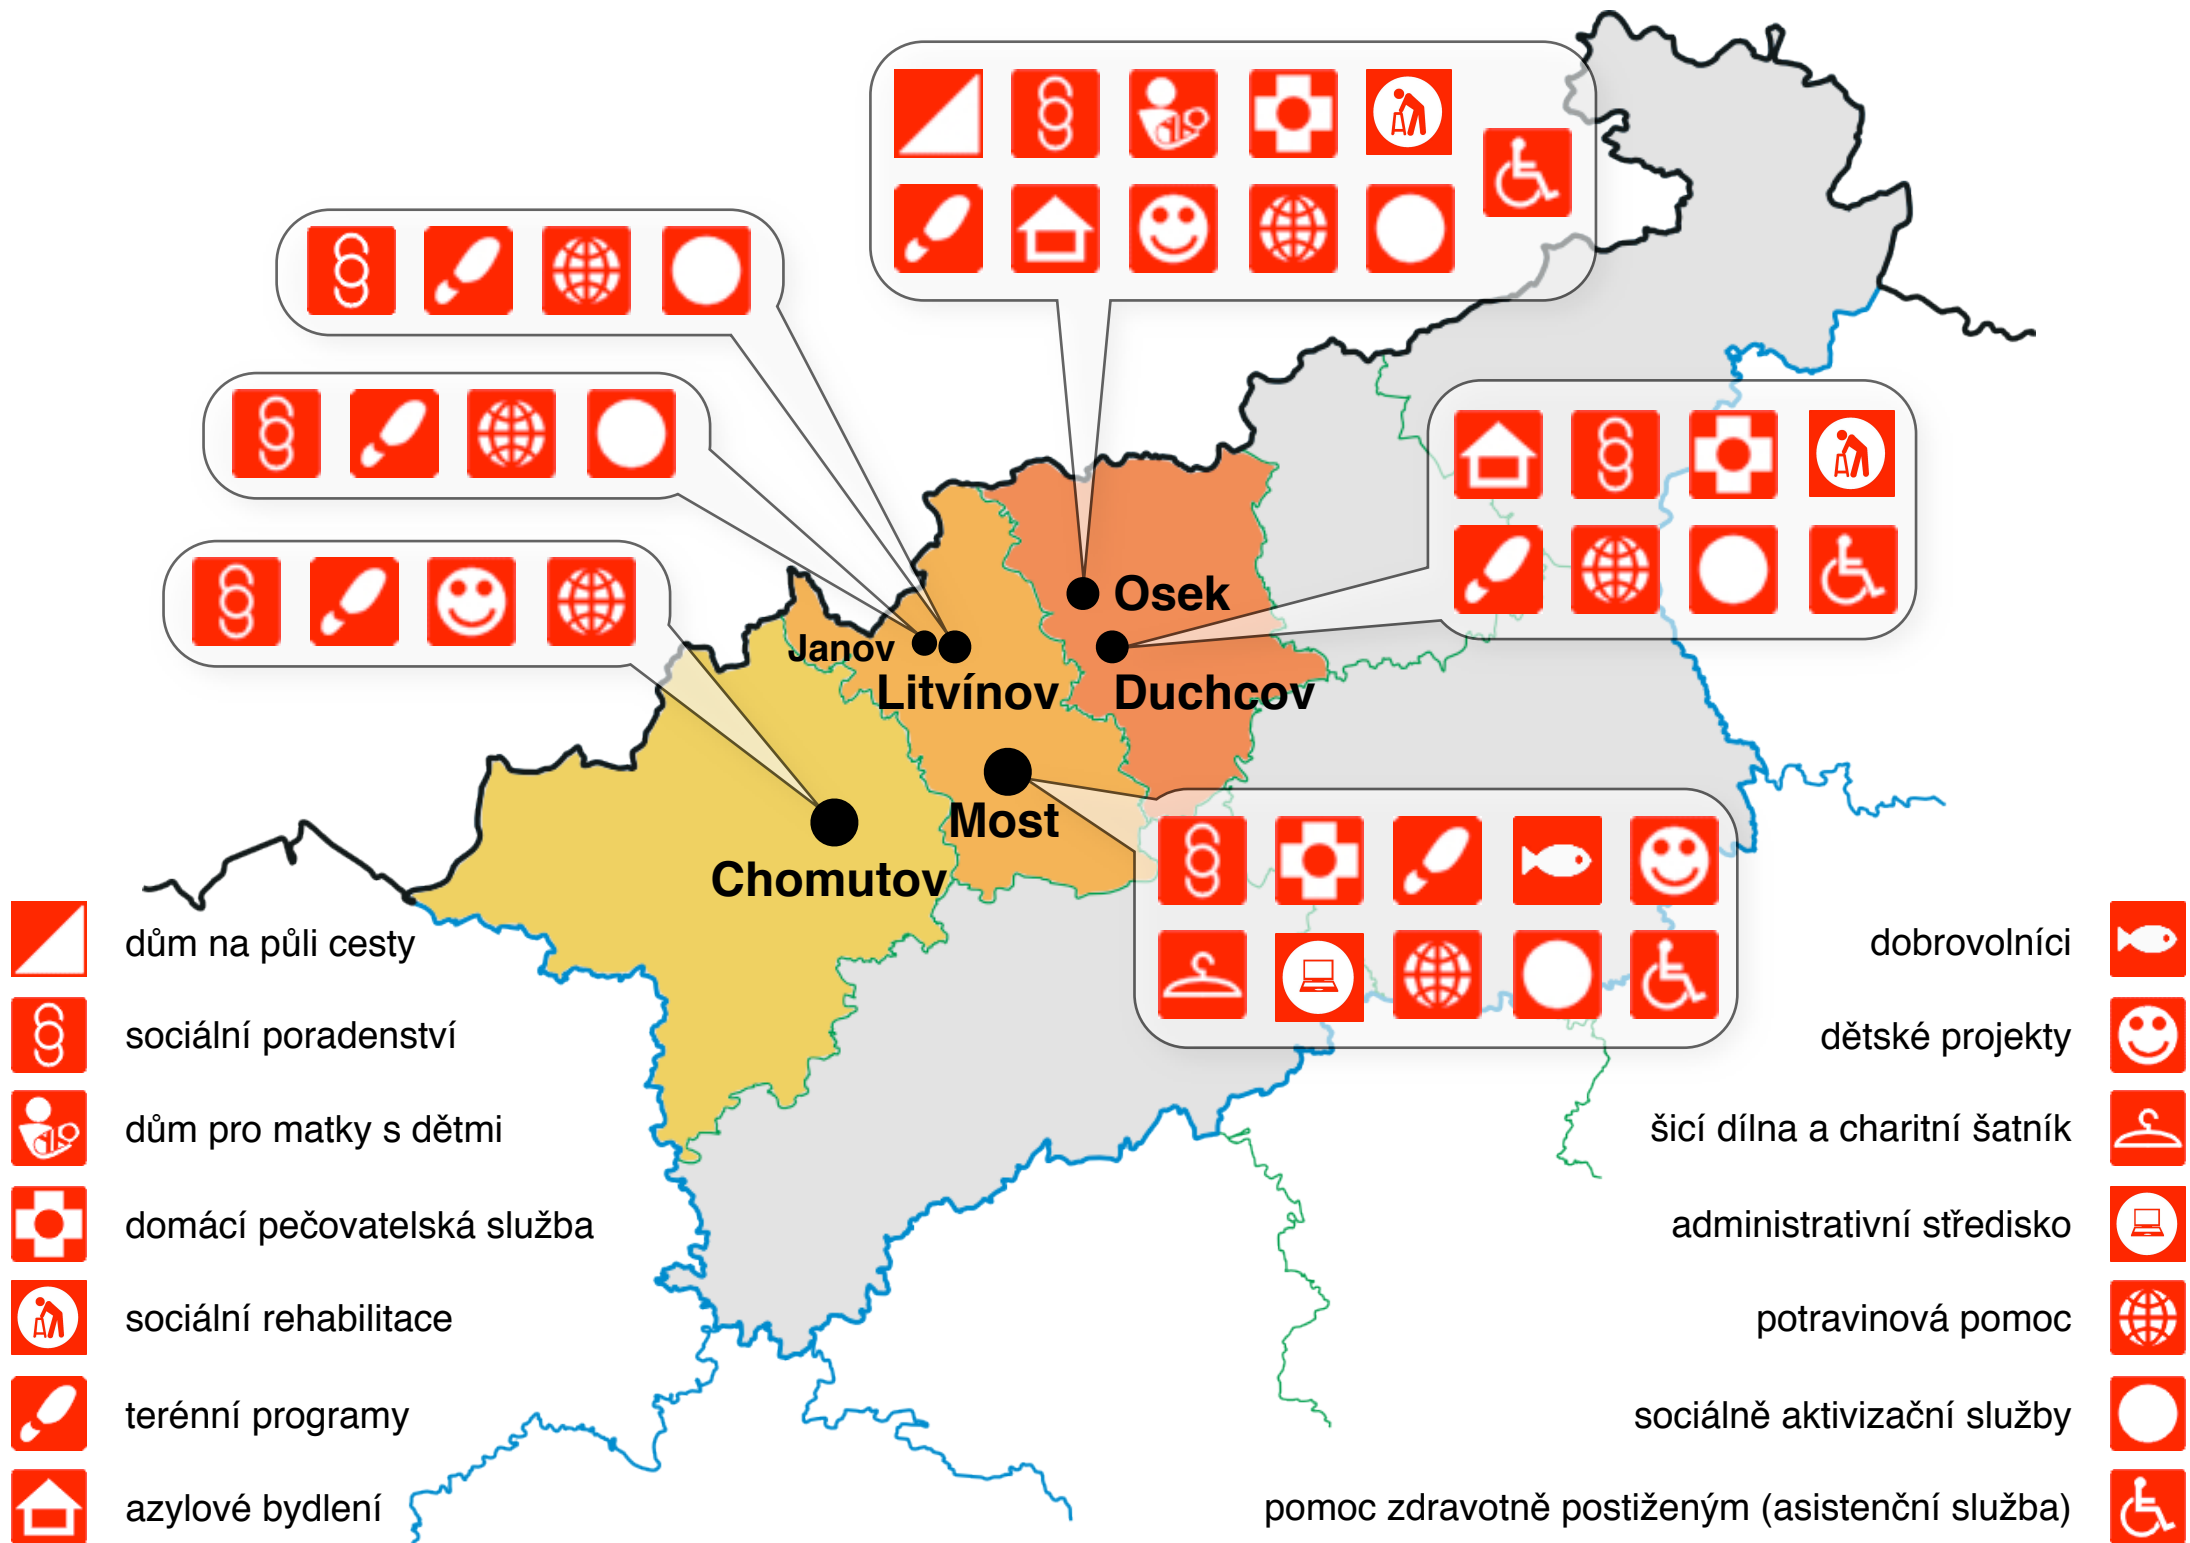 Osek
Janov
Litvínov
Duchcov
Most
Chomutov
dům na půli cesty
sociální poradenství
dům pro matky s dětmi
domácí pečovatelská služba
sociální rehabilitace
terénní programy
azylové bydlení
dobrovolníci
dětské projekty
šicí dílna a charitní šatník
administrativní středisko
potravinová pomoc
sociálně aktivizační služby
pomoc zdravotně postiženým (asistenční služba)